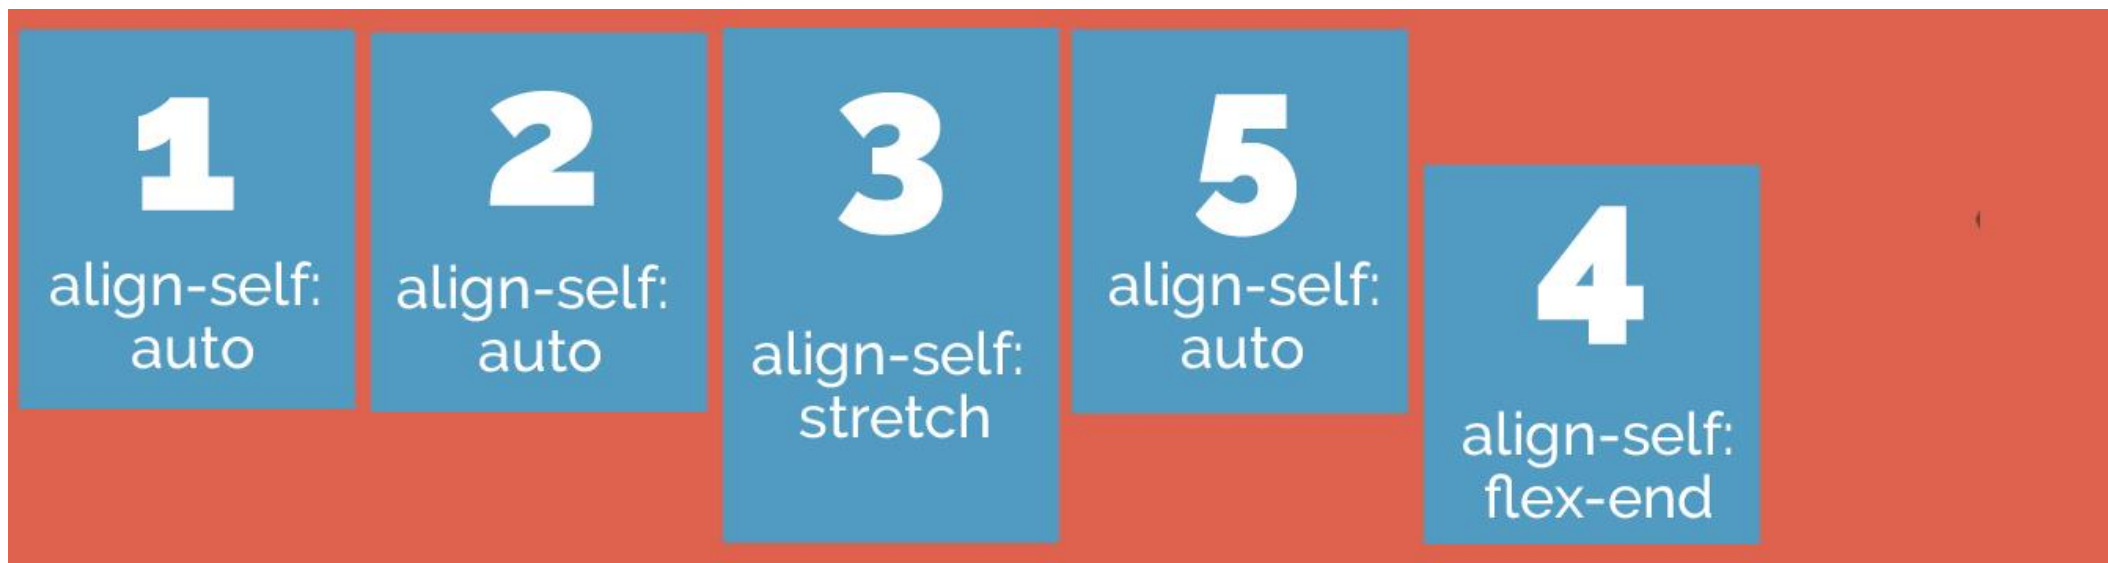 1
align-self:
auto
2
align-self:
auto
3
align-self:
stretch
5
align-self:
auto
4
align-self:
flex-end